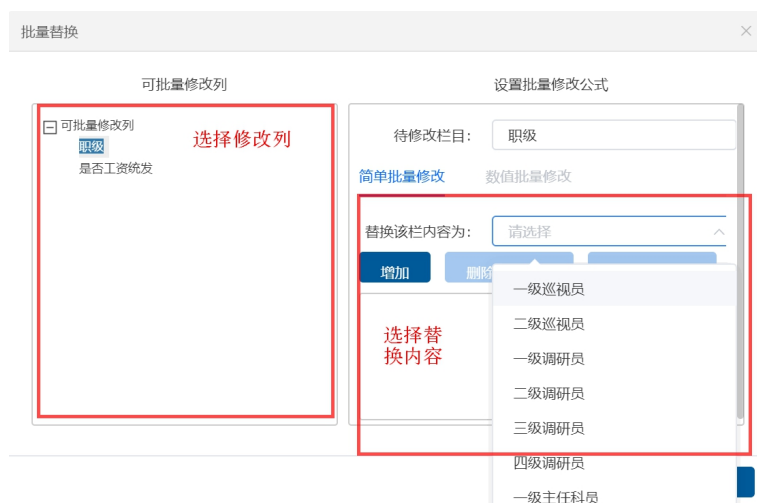 批量替换
可批量修改列
设置批量修改公式
可批量修改列
职级
是否工资统发
选择修改列
待修改栏目：
职级
简单批量修改
数值批量修改
替换该栏内容为：
请选择
增加
删除
选择替
换内容
一级巡视员
二级巡视员
一级调研员
二级调研员
三级调研员
四级调研员
一级主任科员